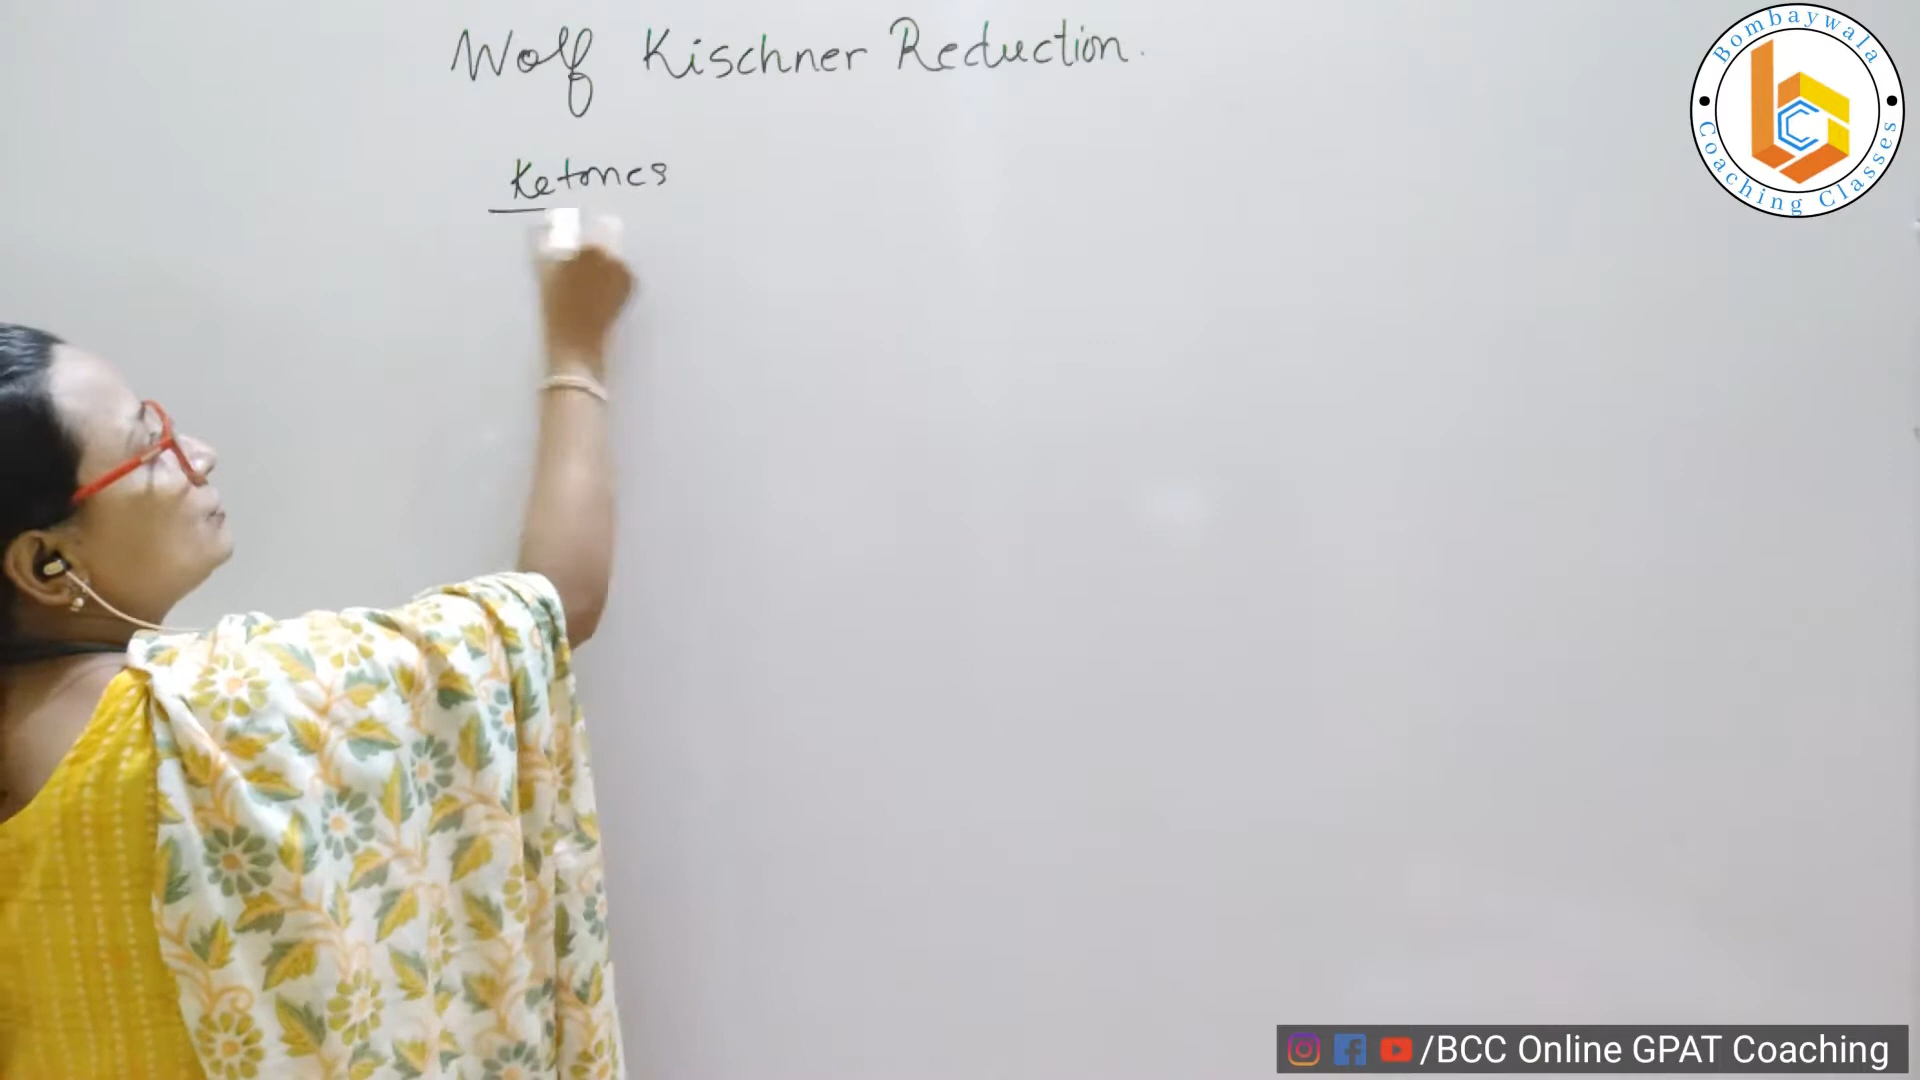 Wolf Kischner Reduction.
Ketones
Bombaywala
Coaching Classes
/BCC Online GPAT Coaching